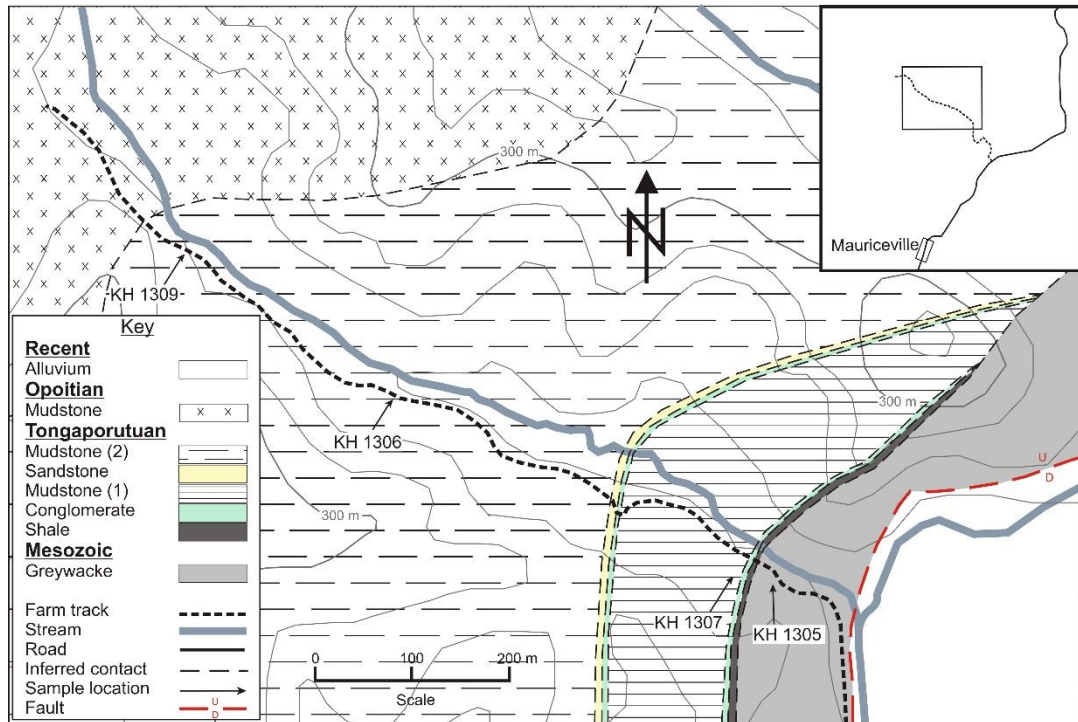 300 m
N
Mauriceville
KH 1309
KH 1306
300 m
300 m
KH 1307
KH 1305
U
D
0 100 200 m
Scale
Key
Recent
Alluvium
Opoitian
Mudstone
x x
Tongaporutuan
Mudstone (2)
Sandstone
Mudstone (1)
Conglomerate
Shale
Mesozoic
Greywacke
Farm track
Stream
Road
Inferred contact
Sample location
Fault
U
D